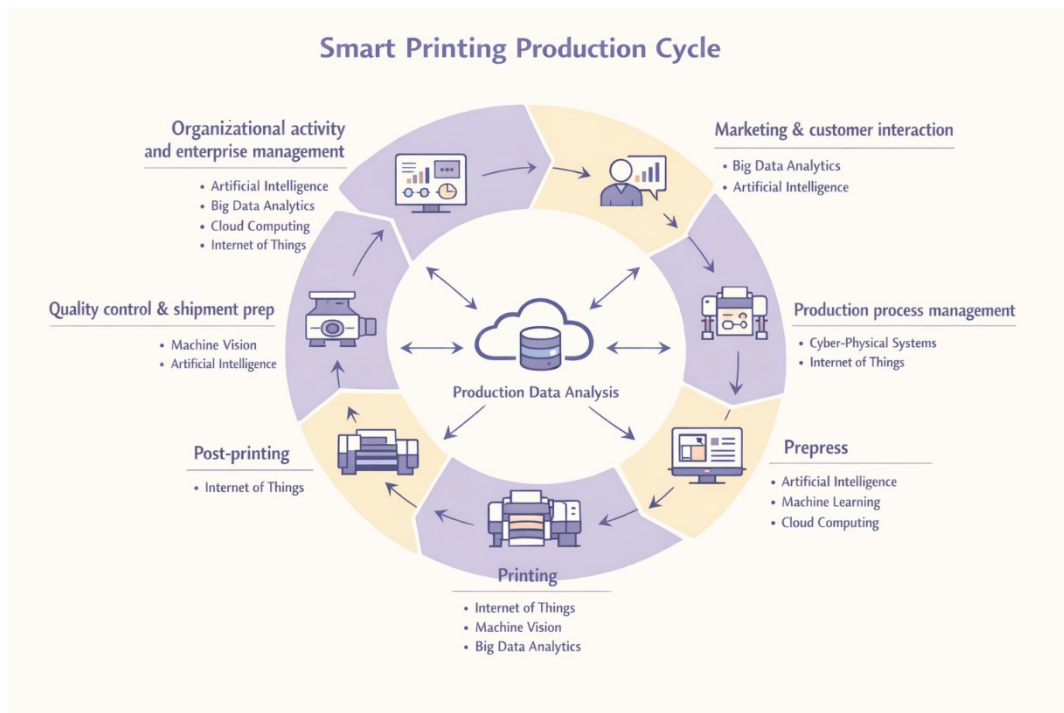 Smart Printing Production Cycle
Organizational activity
and enterprise management
• Artificial Intelligence
• Big Data Analytics
• Cloud Computing
• Internet of Things
Marketing & customer interaction
• Big Data Analytics
• Artificial Intelligence
Quality control & shipment prep
• Machine Vision
• Artificial Intelligence
Production process management
• Cyber-Physical Systems
• Internet of Things
Production Data Analysis
Post-printing
• Internet of Things
Prepress
• Artificial Intelligence
• Machine Learning
• Cloud Computing
Printing
• Internet of Things
• Machine Vision
• Big Data Analytics